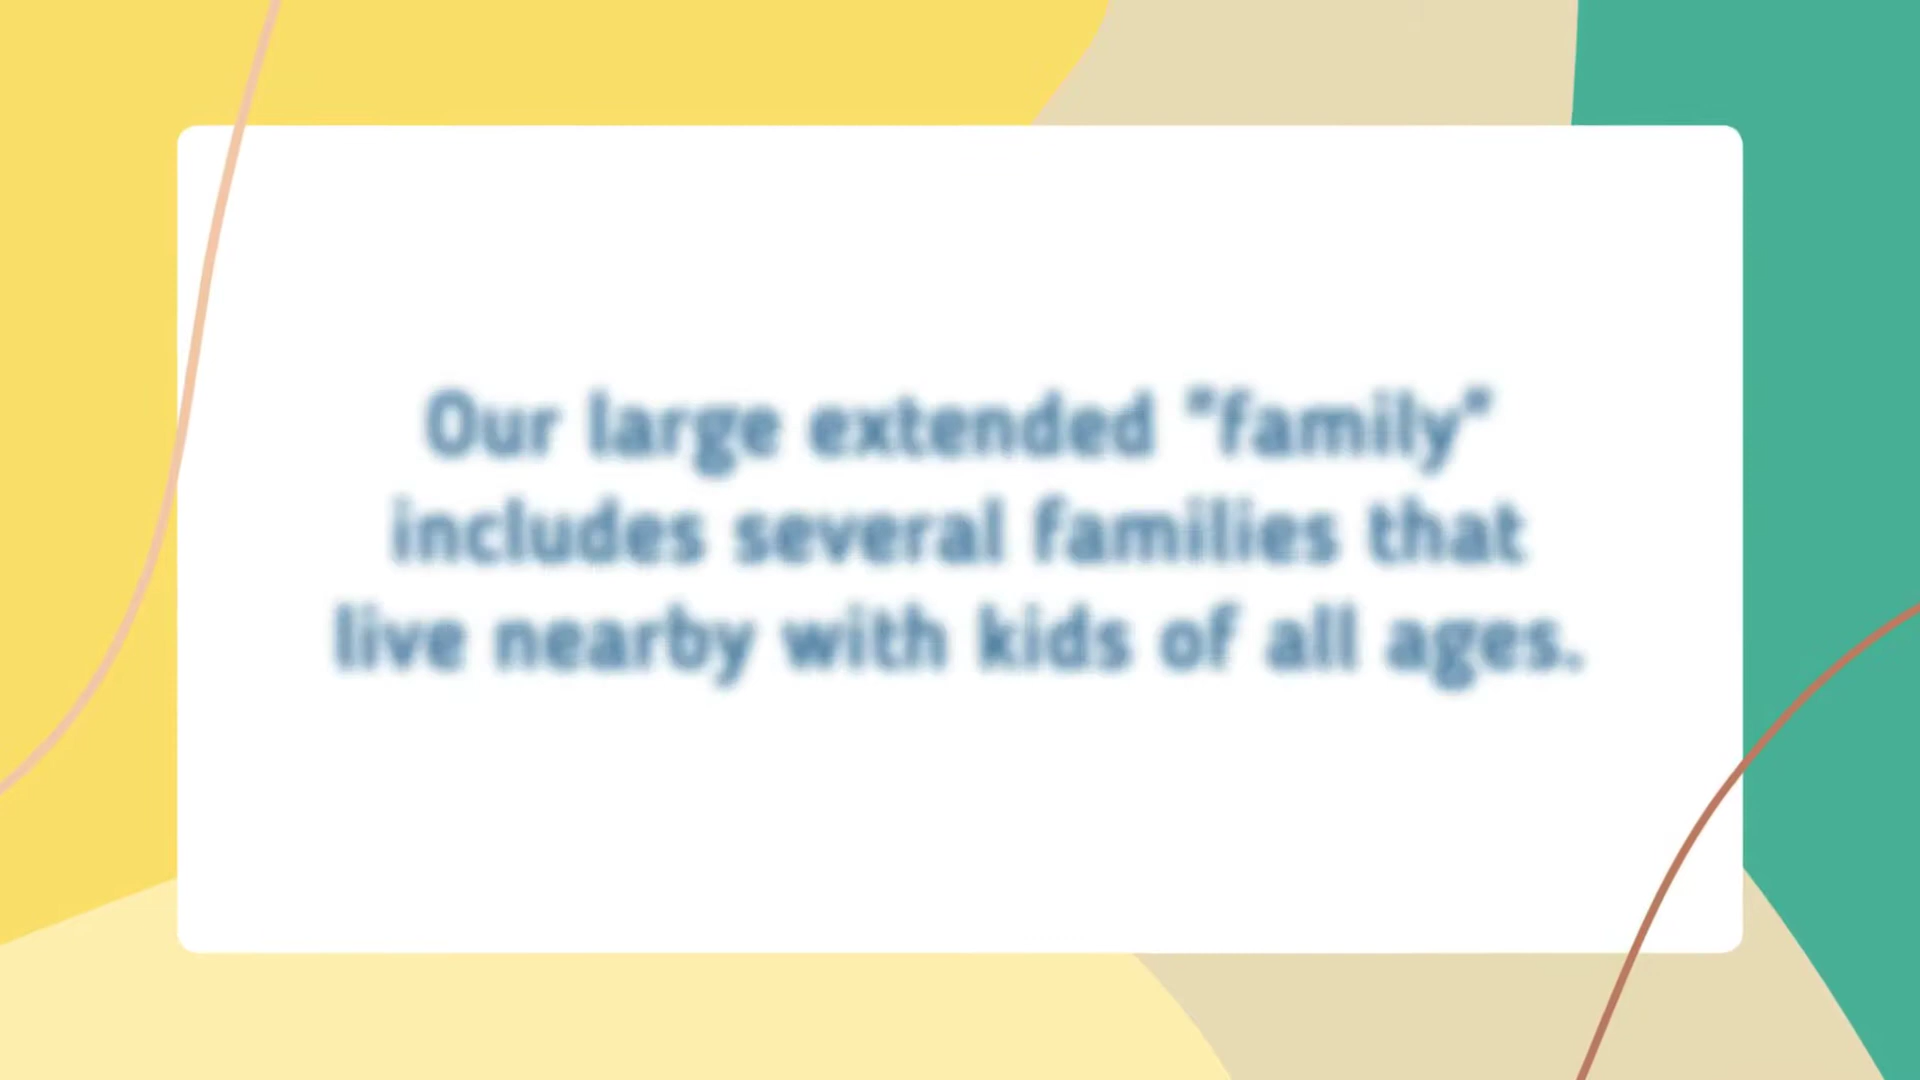 Our large extended "family"
includes several families that
live nearby with kids of all ages.